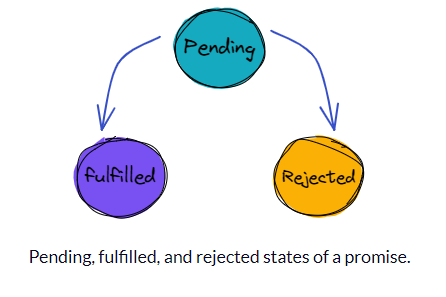 Pending
fulfilled
Rejected
Pending, fulfilled, and rejected states of a promise.